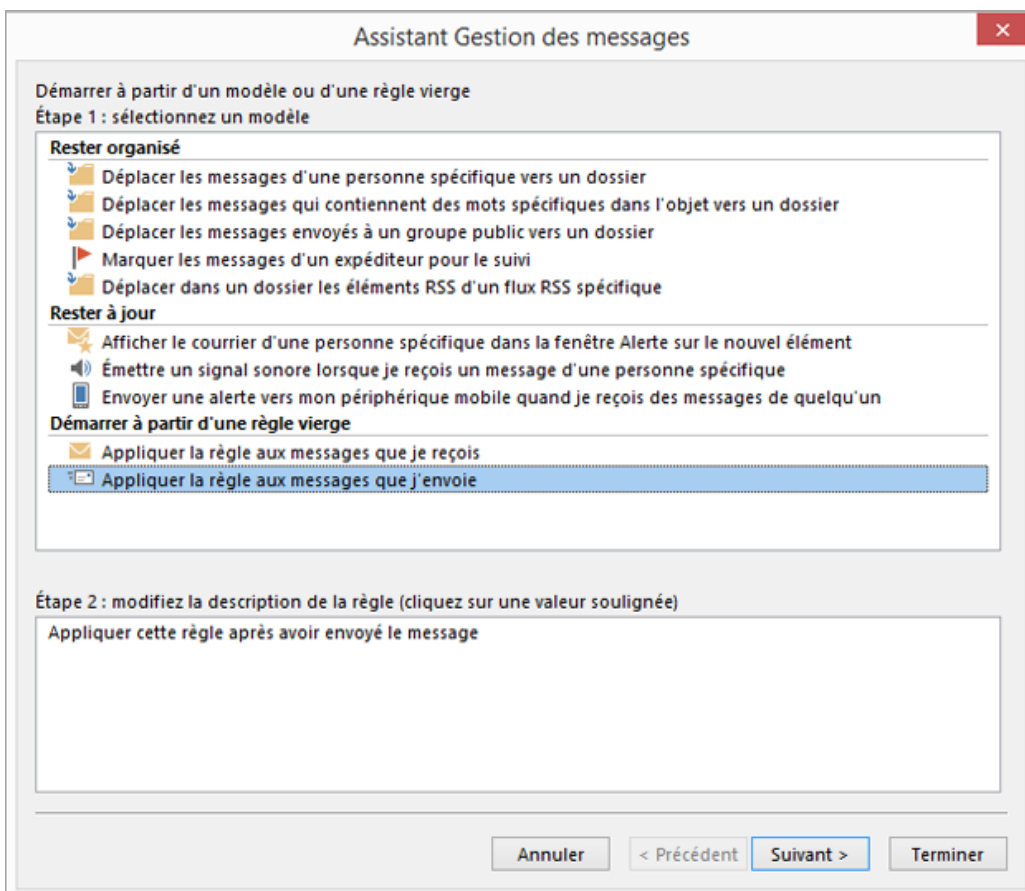 Assistant Gestion des messages
Démarrer à partir d'un modèle ou d'une règle vierge
Étape 1 : sélectionnez un modèle
Rester organisé
Déplacer les messages d'une personne spécifique vers un dossier
Déplacer les messages qui contiennent des mots spécifiques dans l'objet vers un dossier
Déplacer les messages envoyés à un groupe public vers un dossier
Marquer les messages d'un expéditeur pour le suivi
Déplacer dans un dossier les éléments RSS d'un flux RSS spécifique
Rester à jour
Afficher le courrier d'une personne spécifique dans la fenêtre Alerte sur le nouvel élément
Émettre un signal sonore lorsque je reçois un message d'une personne spécifique
Envoyer une alerte vers mon périphérique mobile quand je reçois des messages de quelqu'un
Démarrer à partir d'une règle vierge
Appliquer la règle aux messages que je reçois
Appliquer la règle aux messages que j'envoie
Étape 2 : modifiez la description de la règle (cliquez sur une valeur soulignée)
Appliquer cette règle après avoir envoyé le message
Annuler < Précédent Suivant > Terminer